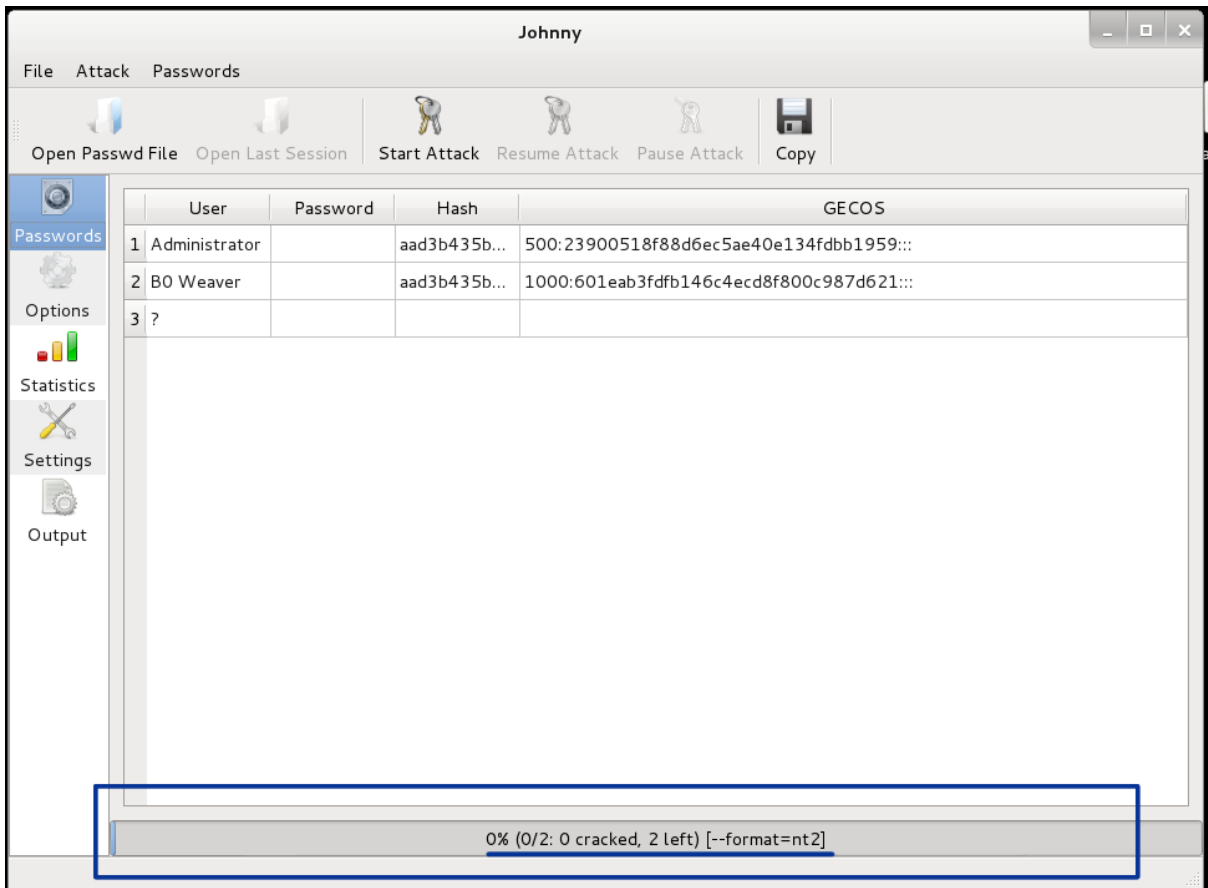 Johnny
File Attack Passwords
Open Passwd File Open Last Session Start Attack Resume Attack Pause Attack Copy
Passwords
Options
Statistics
Settings
Output
User Password Hash GECOS
1 Administrator aad3b435b... 500:23900518f88d6ec5ae40e134fdbb1959:::
2 B0 Weaver aad3b435b... 1000:601eab3fdfb146c4ecd8f800c987d621:::
3 ?
0% (0/2: 0 cracked, 2 left) [--format=nt2]